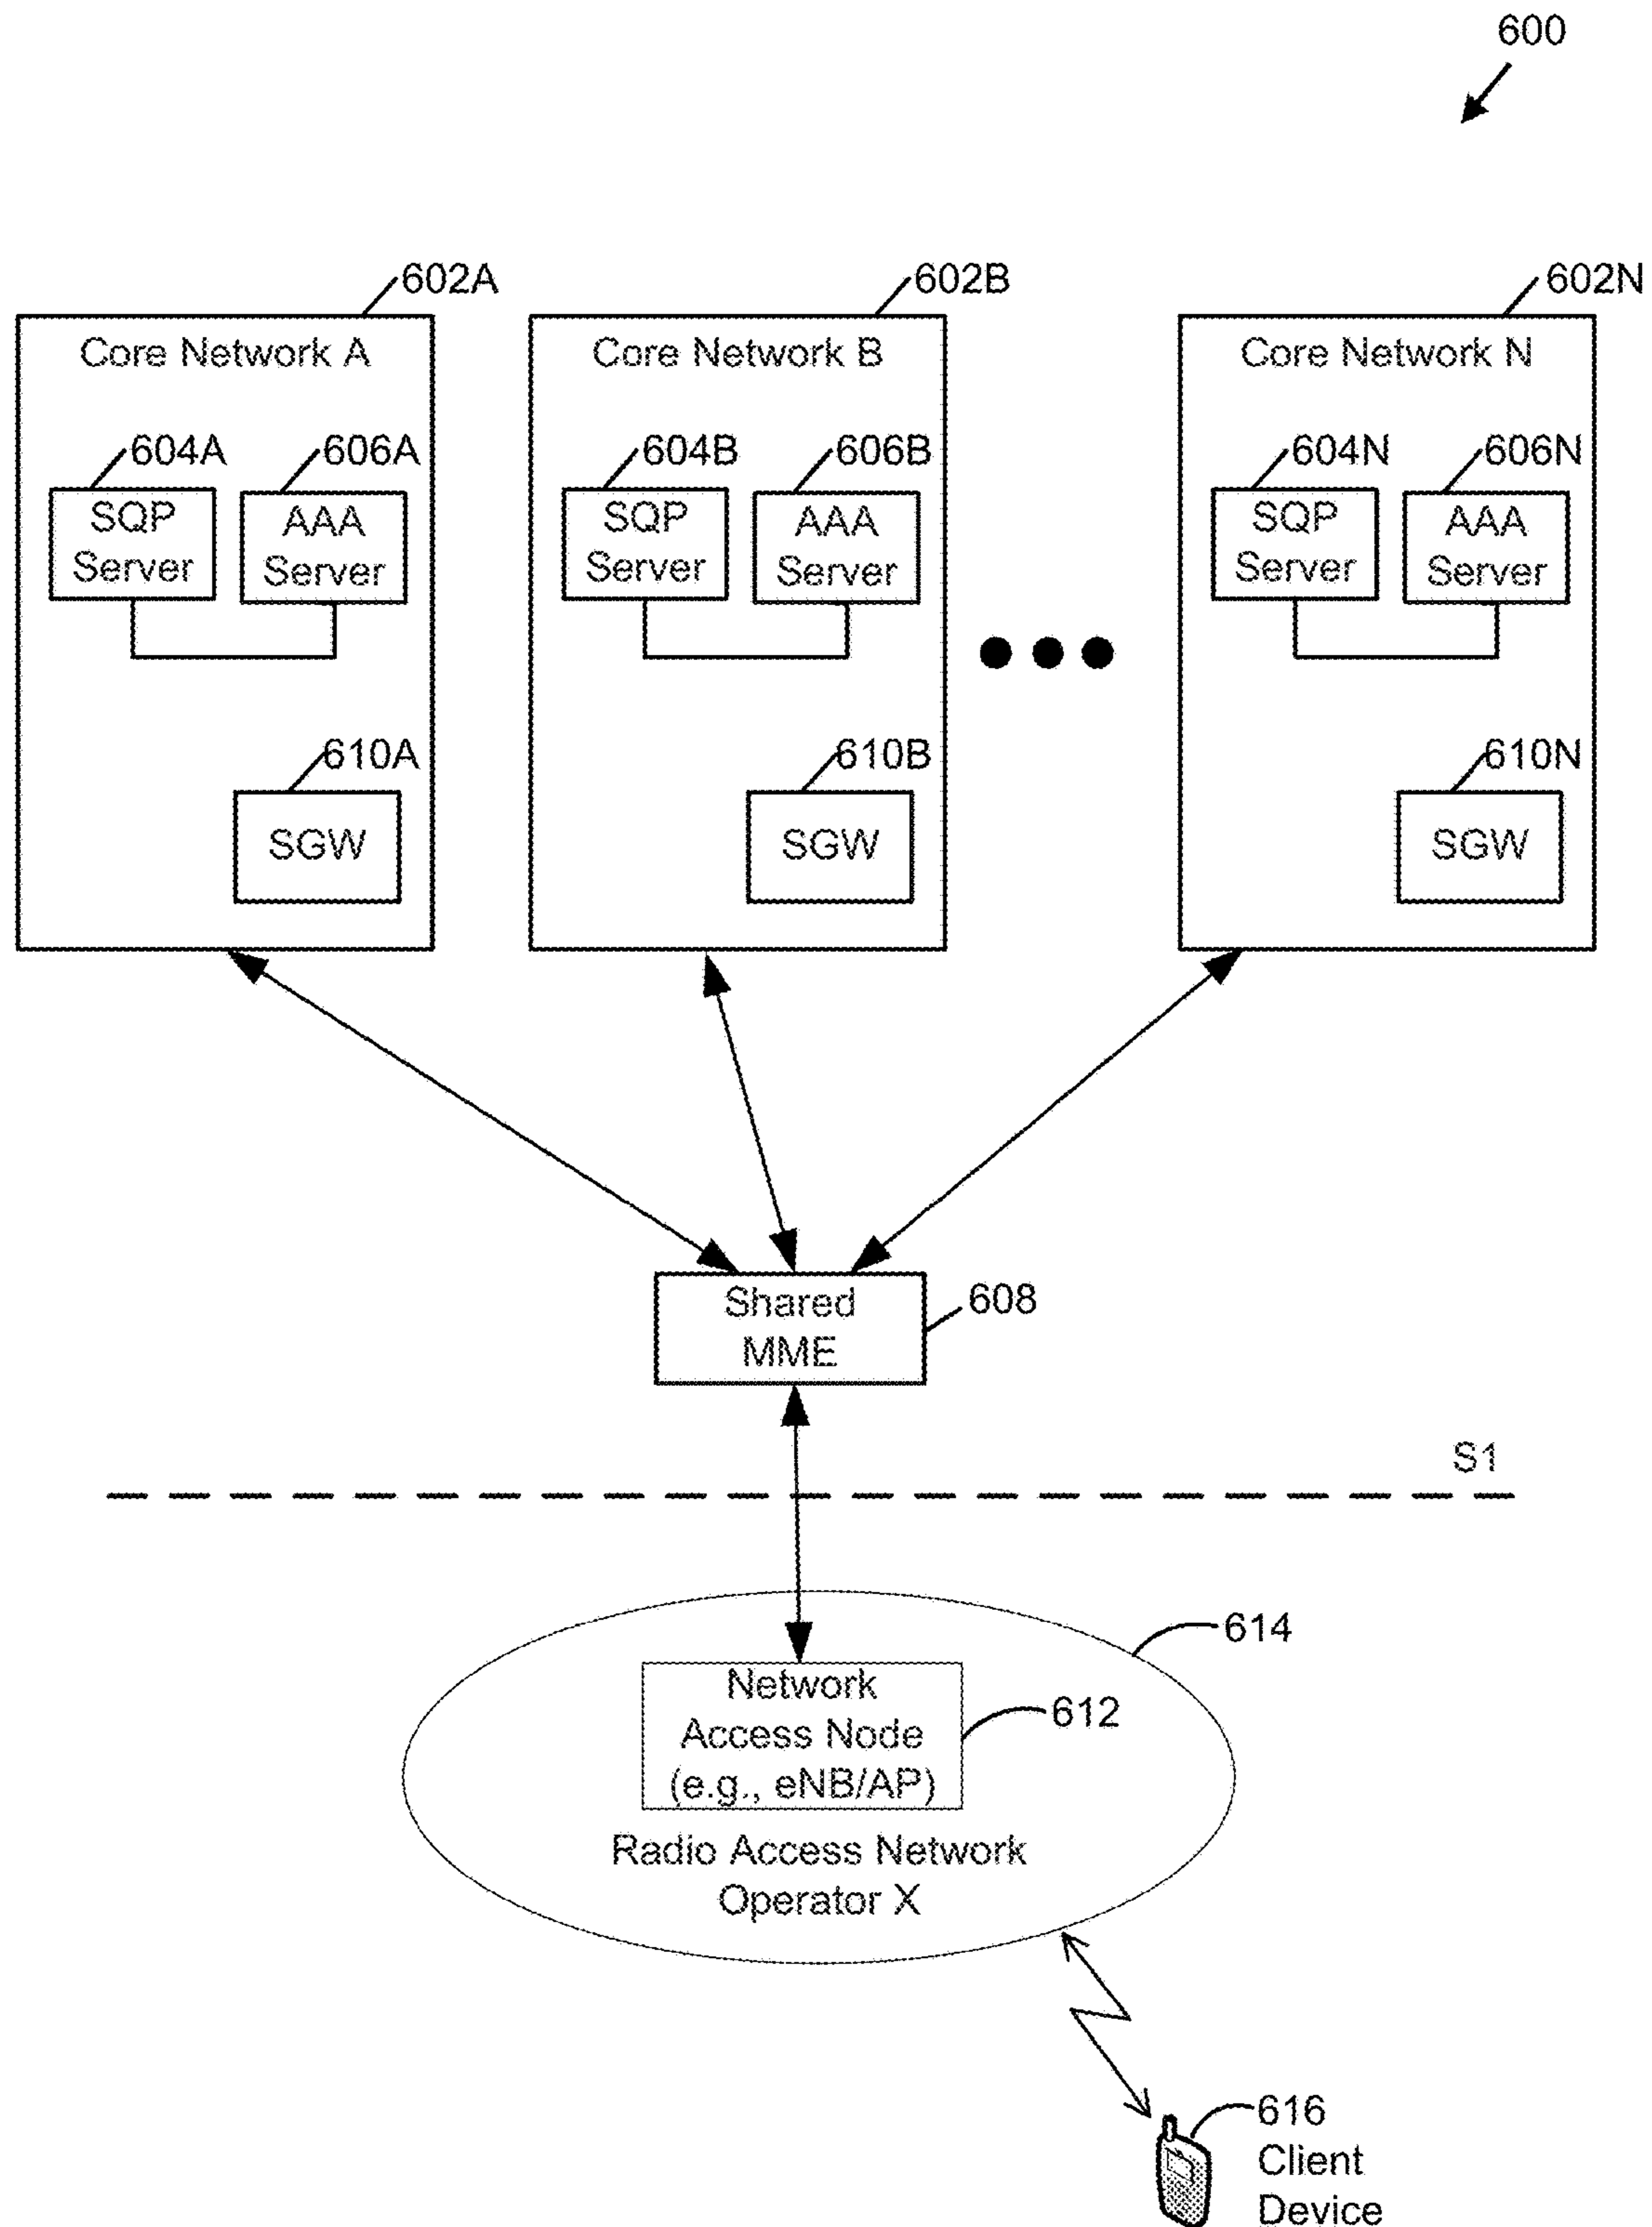 600
602A
602B
602N
Core Network A
Core Network B
Core Network N
604A
606A
604B
606B
604N
606N
SQP
Server
AAA
Server
SQP
Server
AAA
Server
SQP
Server
AAA
Server
610A
610B
610N
SGW
SGW
SGW
Shared
MME
608
S1
614
Network
Access Node
(e.g., eNB/AP)
612
Radio Access Network
Operator X
616
Client
Device